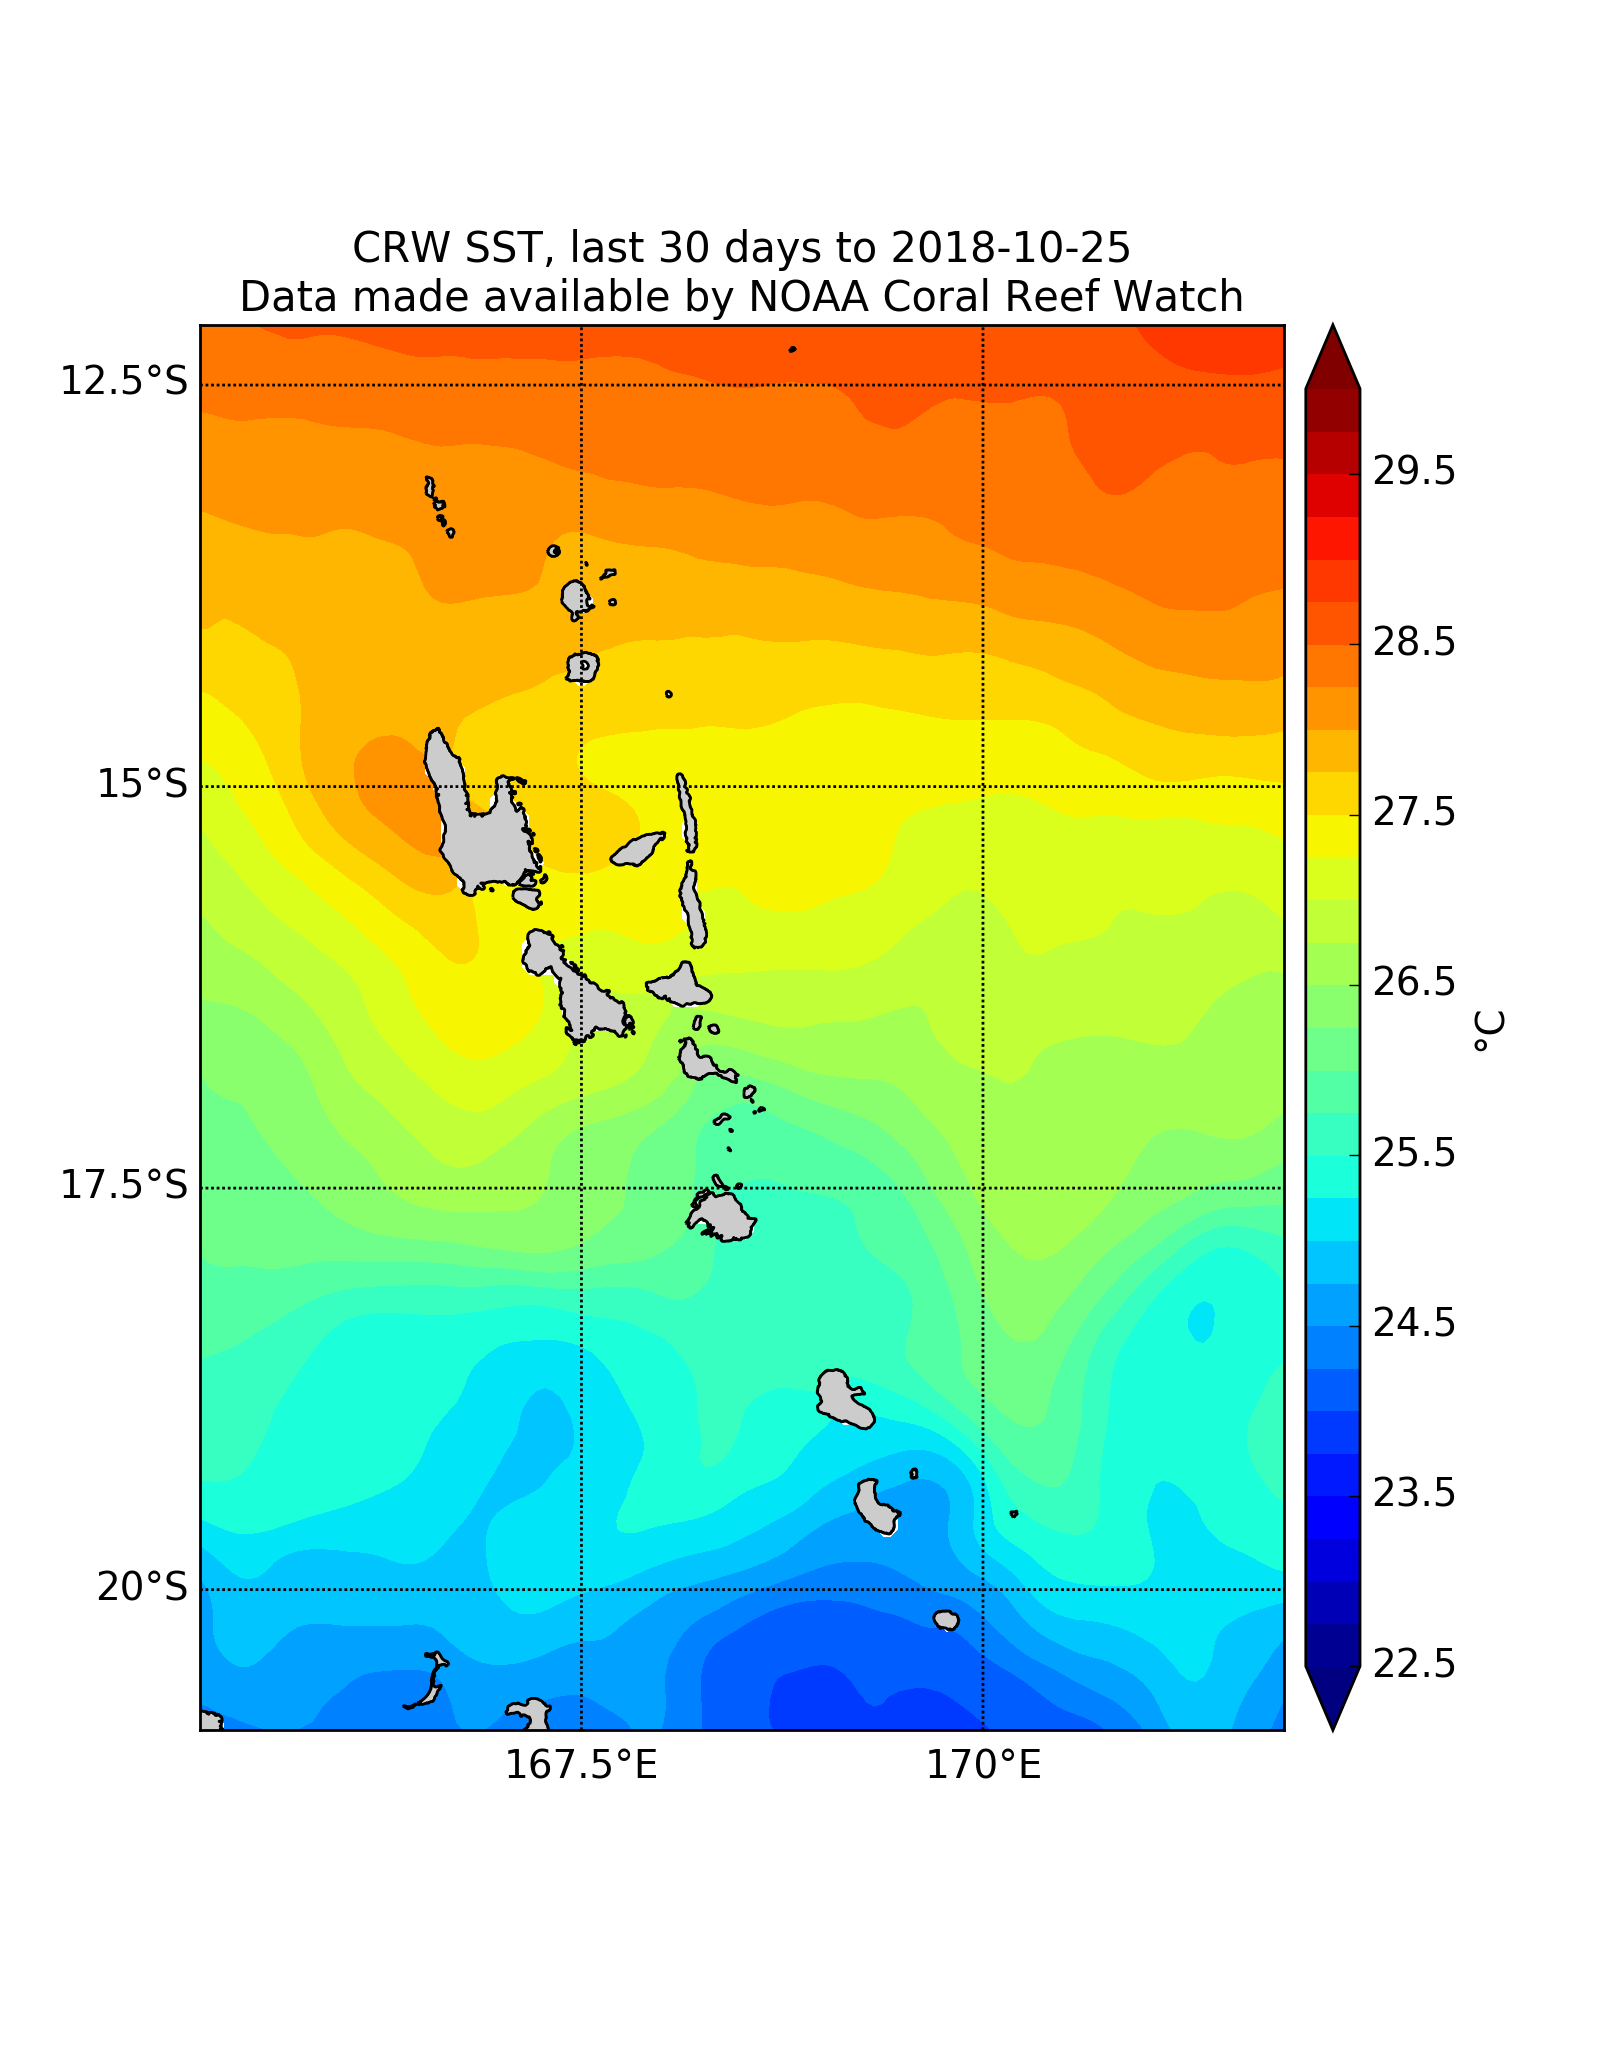 CRW SST, last 30 days to 2018-10-25
Data made available by NOAA Coral Reef Watch
12.5°S
15°S
17.5°S
20°S
167.5°E
170°E
29.5
28.5
27.5
26.5
25.5
24.5
23.5
22.5
°C